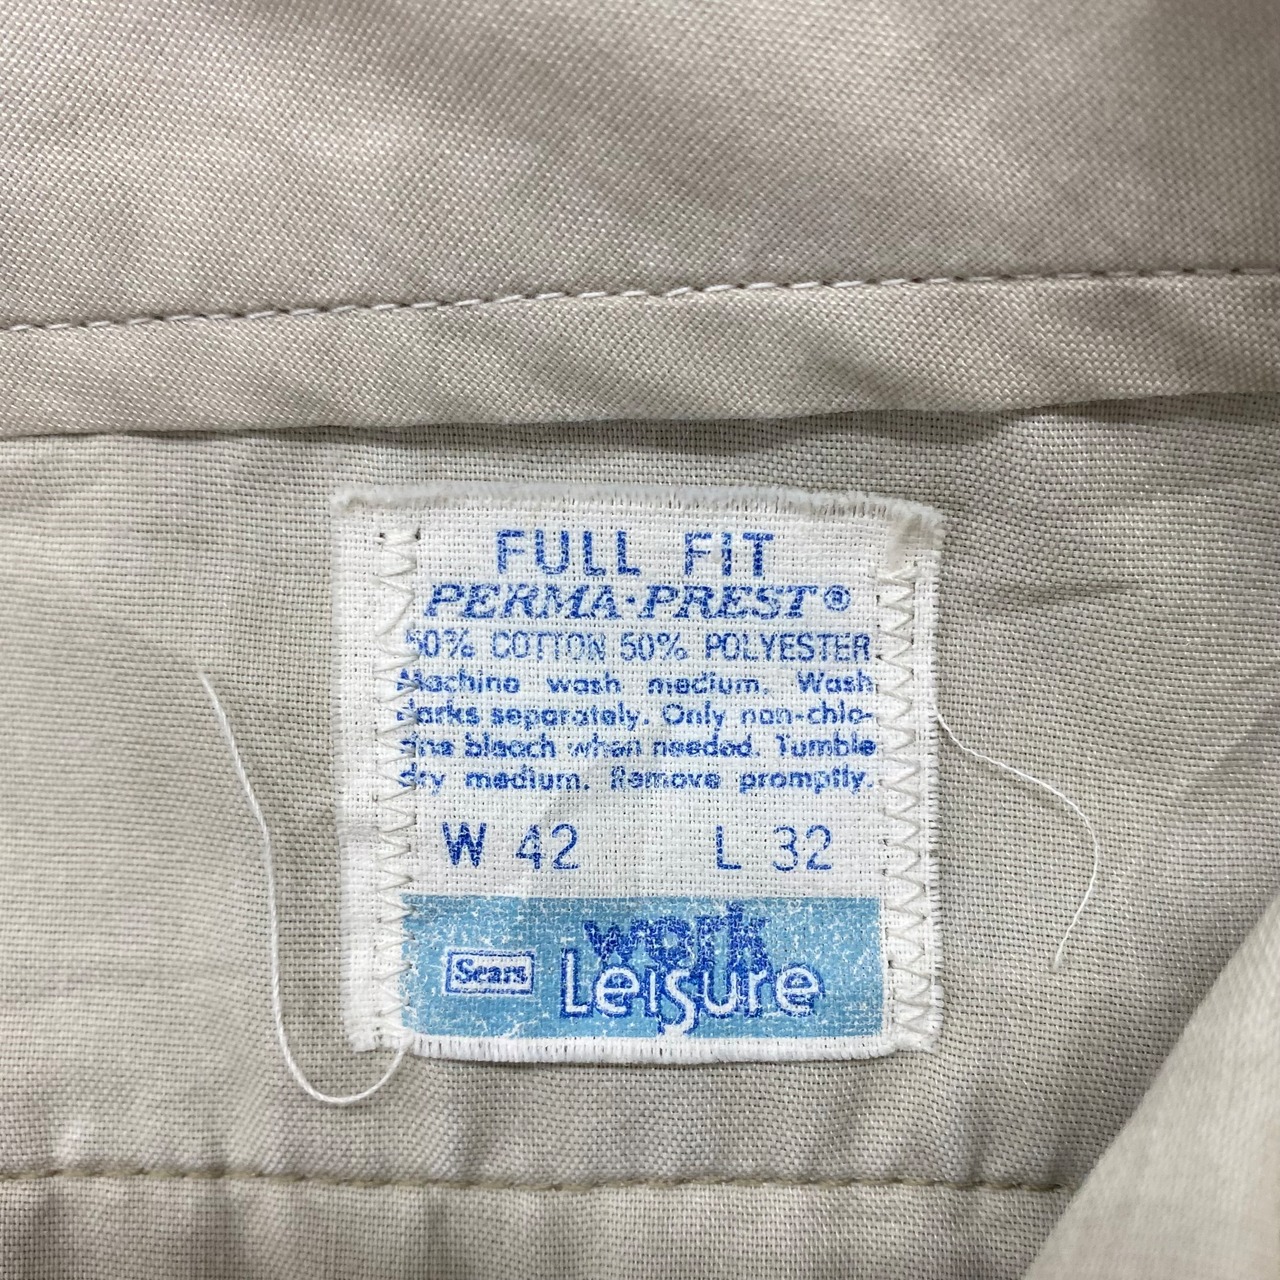 FULL FIT
PERMA·PREST®
50% COTTON 50% POLYESTER
Machine wash medium. Wash
darks separately. Only non-chlo-
rine bleach when needed. Tumble
dry medium. Remove promptly.
W 42 L 32
work
Sears Leisure